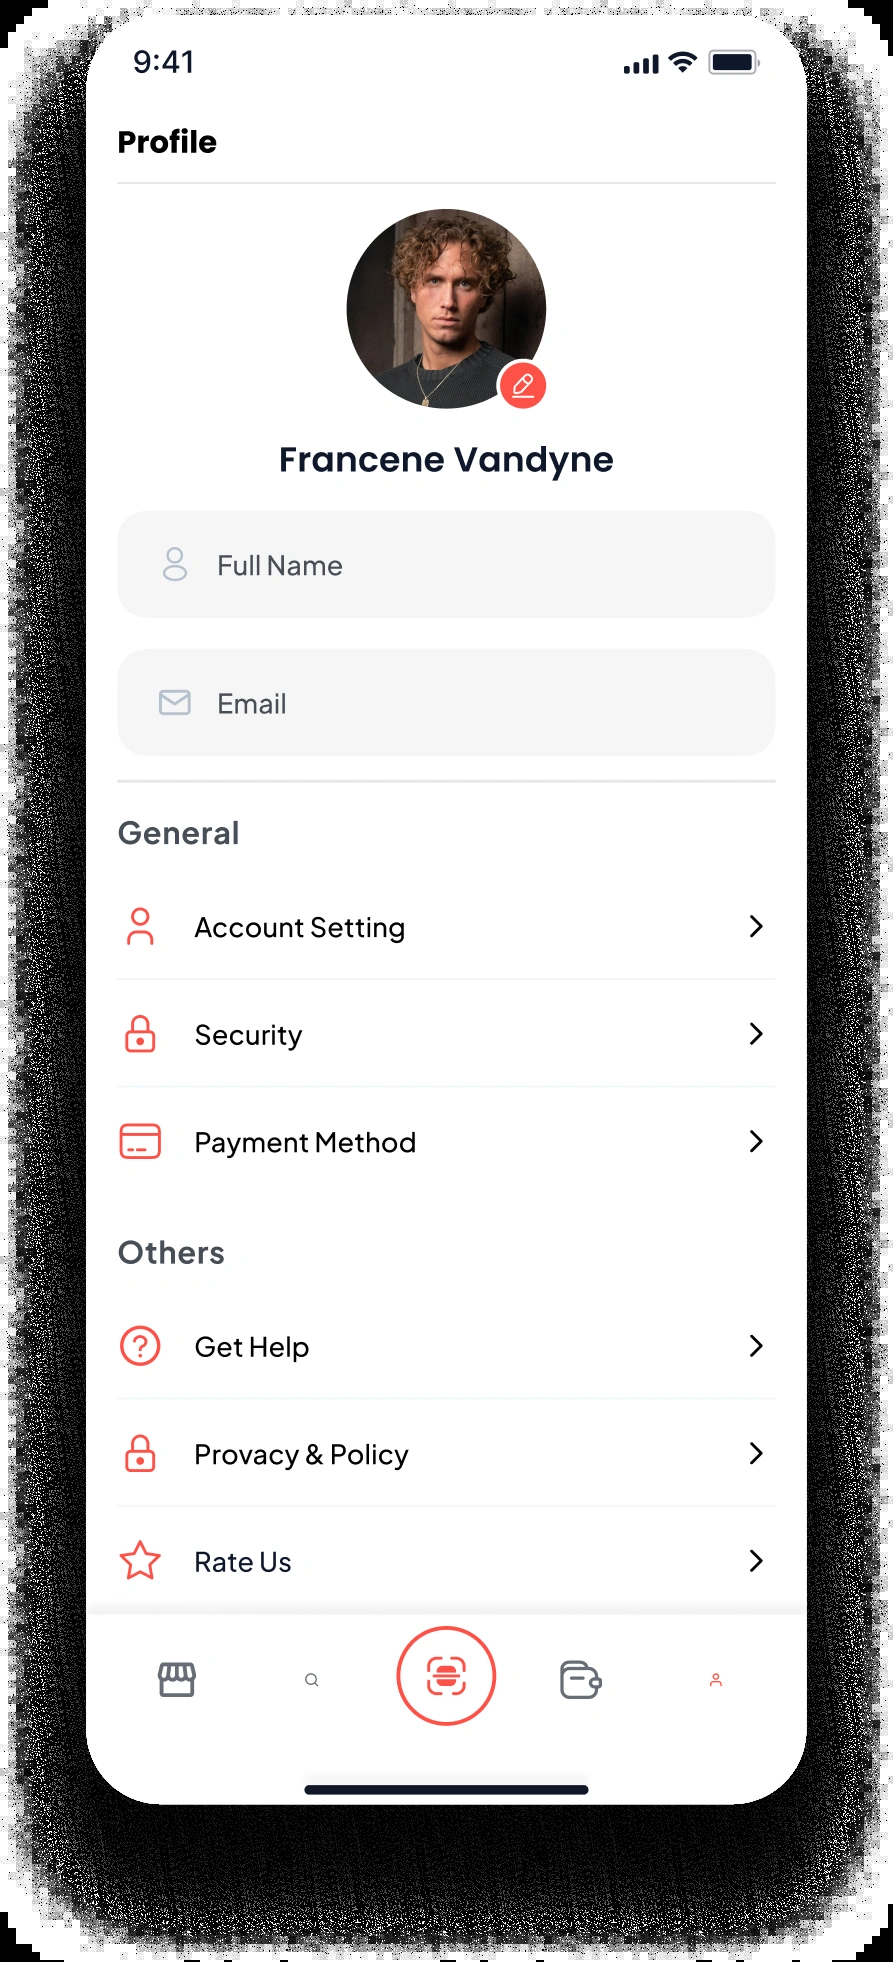 9:41
Profile
Francene Vandyne
Full Name
Email
General
Account Setting
Security
Payment Method
Others
Get Help
Provacy & Policy
Rate Us